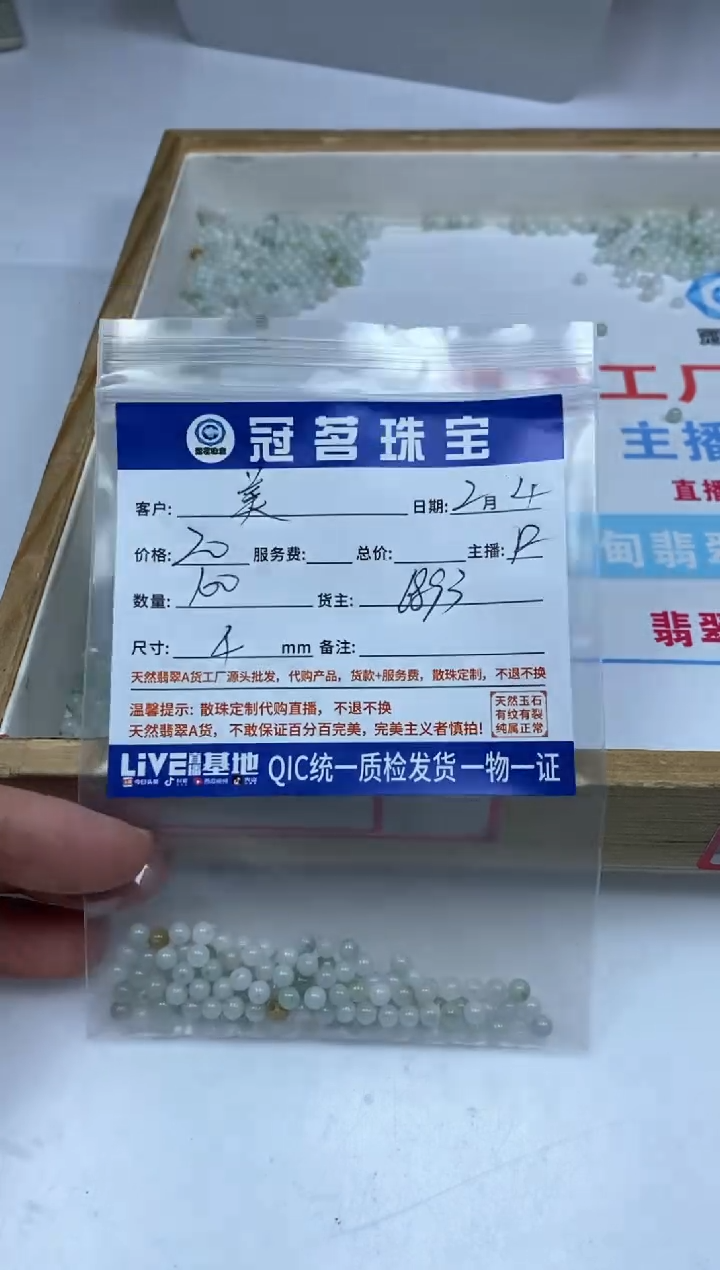 冠茗珠宝
客户: 美 日期: 2月4
价格: 20 服务费: 总价: 主播: P
数量: 100 货主: 1893
尺寸: 4 mm 备注:
天然翡翠A货工厂源头批发，代购产品，货款+服务费，散珠定制，不退不换
温馨提示: 散珠定制代购直播，不退不换
天然翡翠A货，不敢保证百分百完美，完美主义者慎拍!
天然玉石
有纹有裂
纯属正常
LiVE直播基地 QIC统一质检发货一物一证
工厂
主播
直播
甸翡翠
翡翠